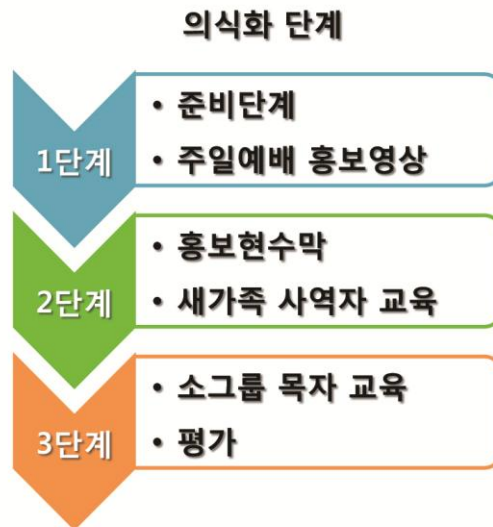 의식화 단계
1단계
• 준비단계
• 주일예배 홍보영상
2단계
• 홍보현수막
• 새가족 사역자 교육
3단계
• 소그룹 목자 교육
• 평가